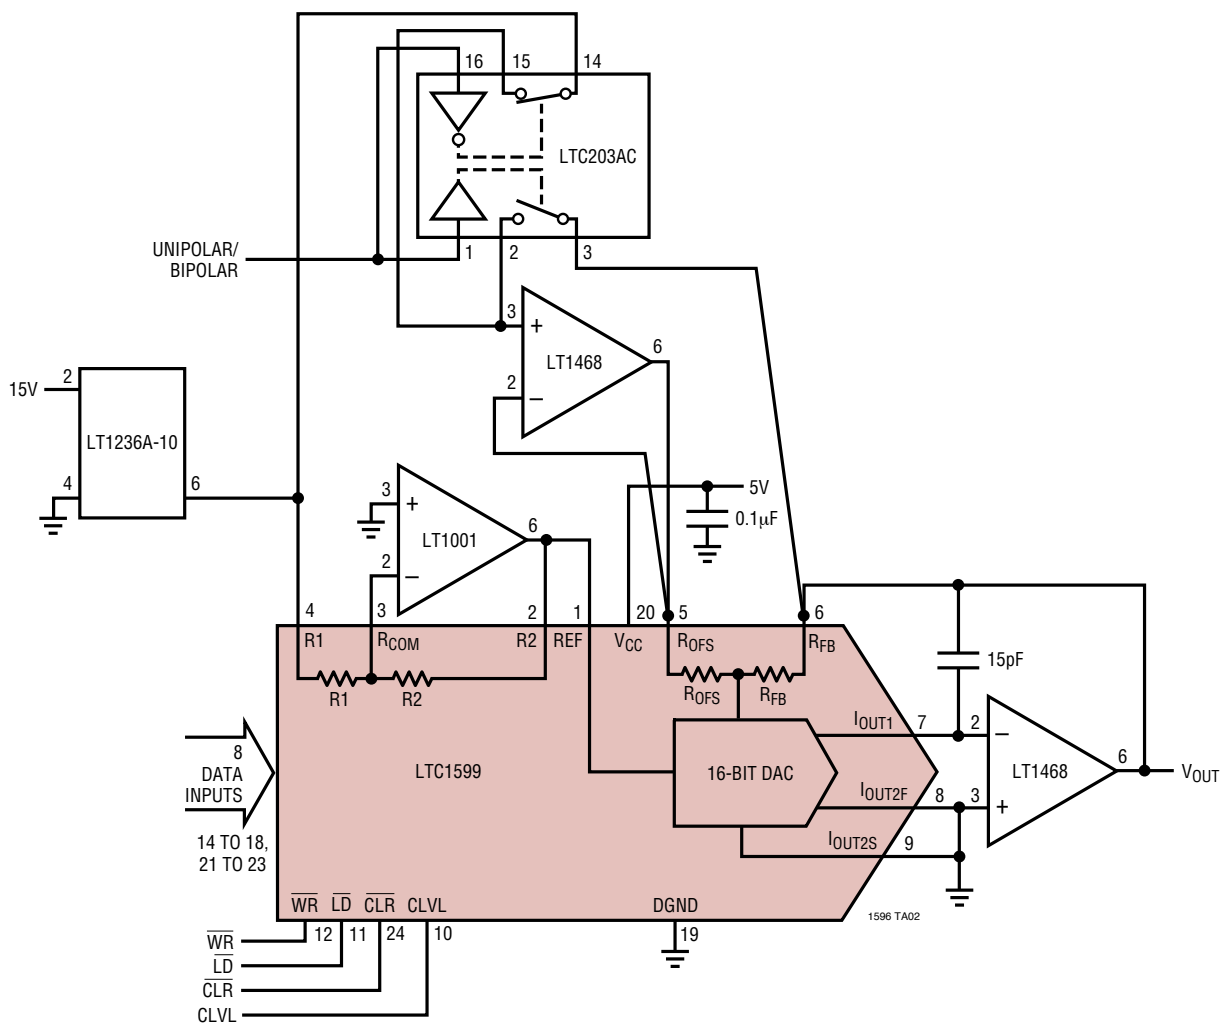 16 15 14
LTC203AC
UNIPOLAR/
BIPOLAR
1 2 3
3
+
LT1468
6
2
–
15V
2
LT1236A-10
4
6
3
+
LT1001
6
2
–
5V
0.1µF
4 3 2 1 20 5 6
R1 RCOM R2 REF VCC ROFS RFB
R1 R2 ROFS RFB
15pF
8
DATA
INPUTS
14 TO 18,
21 TO 23
LTC1599
16-BIT DAC
IOUT1 7 2
–
LT1468
6
VOUT
IOUT2F 8 3
+
IOUT2S 9
WR LD CLR CLVL DGND
1596 TA02
12 11 24 10 19
WR
LD
CLR
CLVL